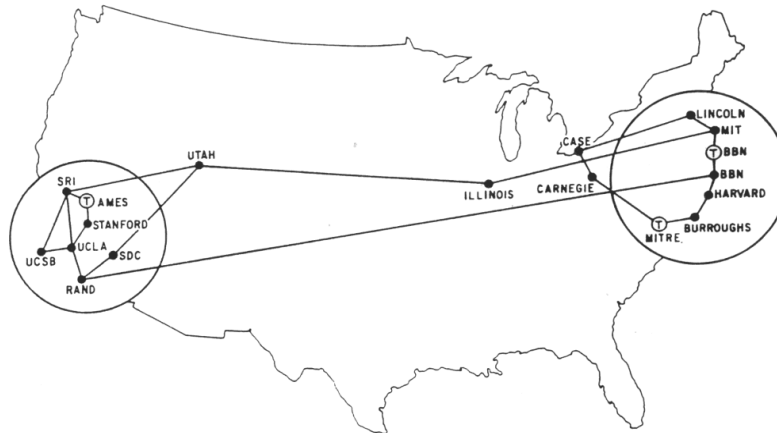 LINCOLN
MIT
CASE
T BBN
UTAH
BBN
SRI
CARNEGIE
ILLINOIS
HARVARD
T AMES
STANFORD
BURROUGHS
T
MITRE
UCLA
UCSB
SDC
RAND